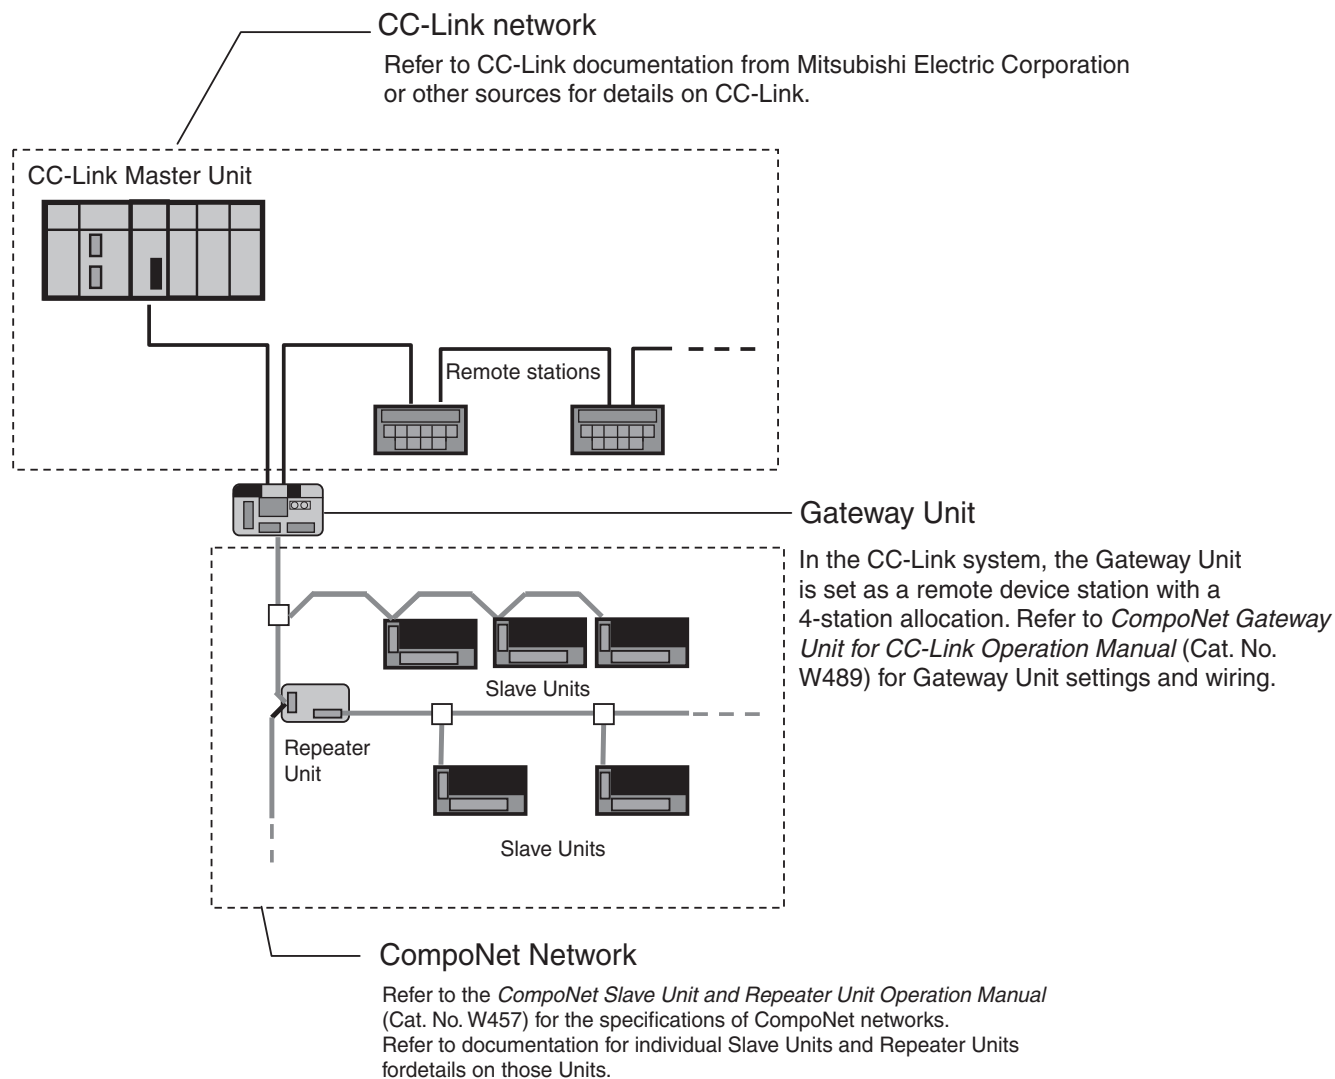 CC-Link network
Refer to CC-Link documentation from Mitsubishi Electric Corporation
or other sources for details on CC-Link.
CC-Link Master Unit
Remote stations
Gateway Unit
In the CC-Link system, the Gateway Unit
is set as a remote device station with a
4-station allocation. Refer to CompoNet Gateway
Unit for CC-Link Operation Manual (Cat. No.
W489) for Gateway Unit settings and wiring.
Slave Units
Repeater
Unit
Slave Units
CompoNet Network
Refer to the CompoNet Slave Unit and Repeater Unit Operation Manual
(Cat. No. W457) for the specifications of CompoNet networks.
Refer to documentation for individual Slave Units and Repeater Units
fordetails on those Units.